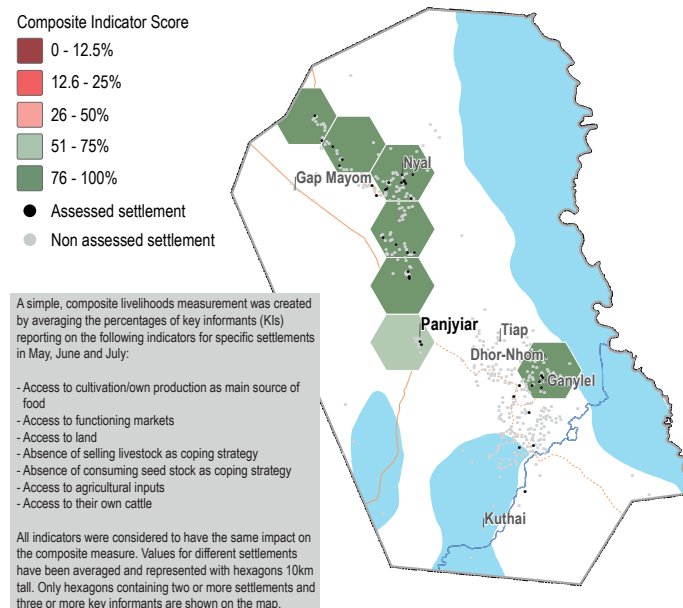 Composite Indicator Score
0 - 12.5%
12.6 - 25%
26 - 50%
51 - 75%
76 - 100%
Assessed settlement
Non assessed settlement
A simple, composite livelihoods measurement was created
by averaging the percentages of key informants (KIs)
reporting on the following indicators for specific settlements
in May, June and July:
- Access to cultivation/own production as main source of
food
- Access to functioning markets
- Access to land
- Absence of selling livestock as coping strategy
- Absence of consuming seed stock as coping strategy
- Access to agricultural inputs
- Access to their own cattle
All indicators were considered to have the same impact on
the composite measure. Values for different settlements
have been averaged and represented with hexagons 10km
tall. Only hexagons containing two or more settlements and
three or more key informants are shown on the map.
Nyal
Gap Mayom
Panjyiar
Tiap
Dhor-Nhom
Ganylel
Kuthai